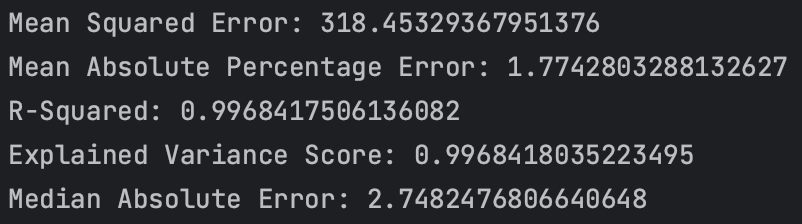 Mean Squared Error: 318.45329367951376
Mean Absolute Percentage Error: 1.7742803288132627
R-Squared: 0.9968417506136082
Explained Variance Score: 0.9968418035223495
Median Absolute Error: 2.7482476806640648